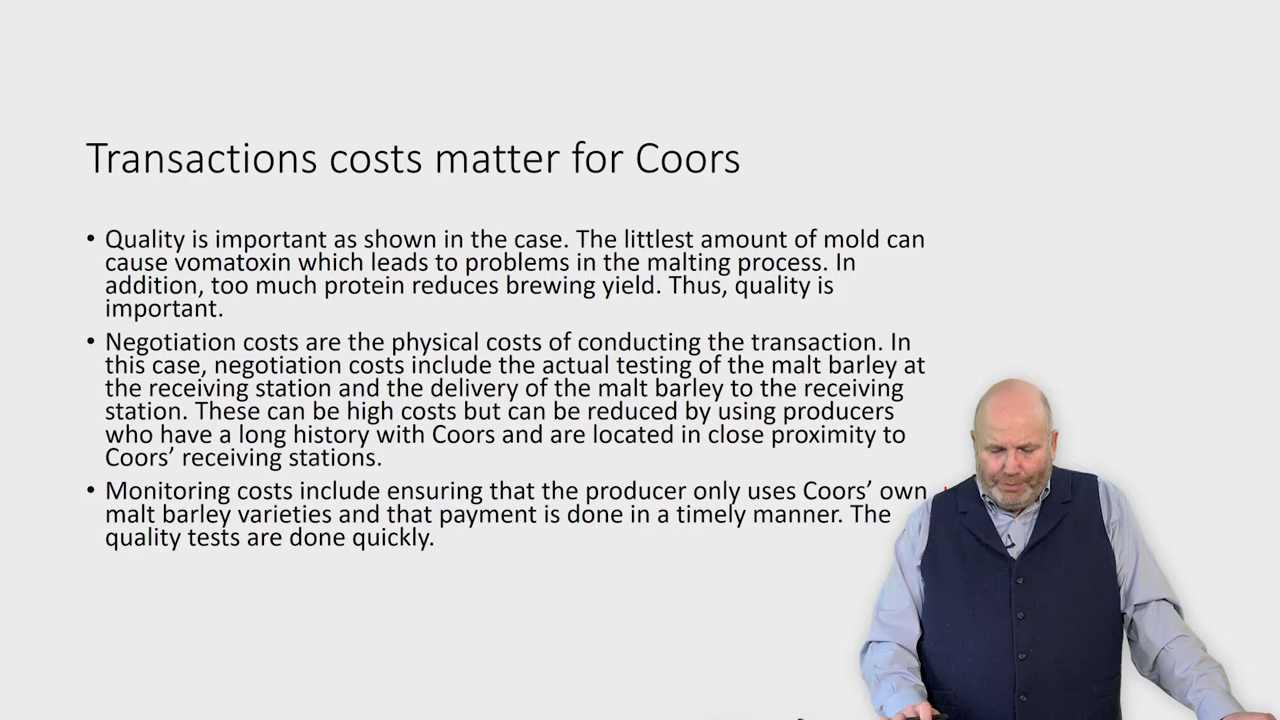 Transactions costs matter for Coors
• Quality is important as shown in the case. The littlest amount of mold can
cause vomatoxin which leads to problems in the malting process. In
addition, too much protein reduces brewing yield. Thus, quality is
important.
• Negotiation costs are the physical costs of conducting the transaction. In
this case, negotiation costs include the actual testing of the malt barley at
the receiving station and the delivery of the malt barley to the receiving
station. These can be high costs but can be reduced by using producers
who have a long history with Coors and are located in close proximity to
Coors’ receiving stations.
• Monitoring costs include ensuring that the producer only uses Coors’ own
malt barley varieties and that payment is done in a timely manner. The
quality tests are done quickly.